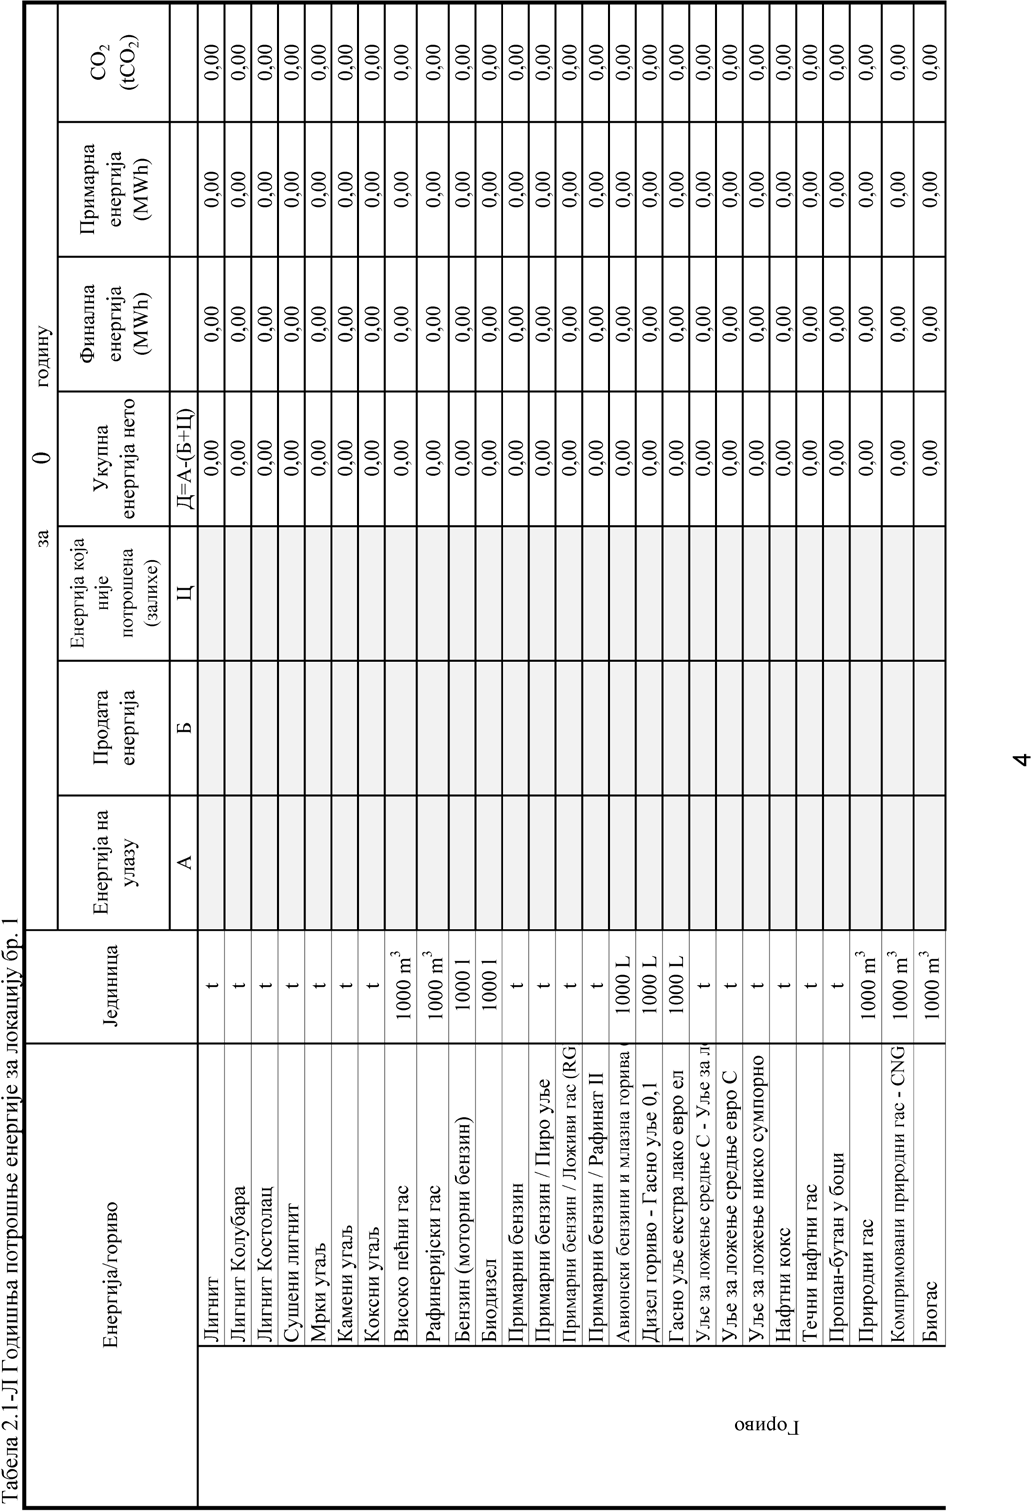 Табела 2.1-Л Годишња потрошње енергије за локацију бр. 1
Енергија/гориво Јединица за 0 годину
Енергија на улазу Продата енергија Енергија која није потрошена (залихе) Укупна енергија нето Финална енергија (MWh) Примарна енергија (MWh) CO2 (tCO2)
А Б Ц Д=А-(Б+Ц)
Гориво
Лигнит t 0,00 0,00 0,00 0,00
Лигнит Колубара t 0,00 0,00 0,00 0,00
Лигнит Костолац t 0,00 0,00 0,00 0,00
Сушени лигнит t 0,00 0,00 0,00 0,00
Мрки угаљ t 0,00 0,00 0,00 0,00
Камени угаљ t 0,00 0,00 0,00 0,00
Коксни угаљ t 0,00 0,00 0,00 0,00
Високо пећни гас 1000 m³ 0,00 0,00 0,00 0,00
Рафинеријски гас 1000 m³ 0,00 0,00 0,00 0,00
Бензин (моторни бензин) 1000 l 0,00 0,00 0,00 0,00
Биодизел 1000 l 0,00 0,00 0,00 0,00
Примарни бензин t 0,00 0,00 0,00 0,00
Примарни бензин / Пиро уље t 0,00 0,00 0,00 0,00
Примарни бензин / Ложиви гас (RG t 0,00 0,00 0,00 0,00
Примарни бензин / Рафинат II t 0,00 0,00 0,00 0,00
Авионски бензини и млазна горива 1000 L 0,00 0,00 0,00 0,00
Дизел гориво - Гасно уље 0,1 1000 L 0,00 0,00 0,00 0,00
Гасно уље екстра лако евро ел 1000 L 0,00 0,00 0,00 0,00
Уље за ложење средње С - Уље за л t 0,00 0,00 0,00 0,00
Уље за ложење средње евро С t 0,00 0,00 0,00 0,00
Уље за ложење ниско сумпорно t 0,00 0,00 0,00 0,00
Нафтни кокс t 0,00 0,00 0,00 0,00
Течни нафтни гас t 0,00 0,00 0,00 0,00
Пропан-бутан у боци t 0,00 0,00 0,00 0,00
Природни гас 1000 m³ 0,00 0,00 0,00 0,00
Компримовани природни гас - CNG 1000 m³ 0,00 0,00 0,00 0,00
Биогас 1000 m³ 0,00 0,00 0,00 0,00
4